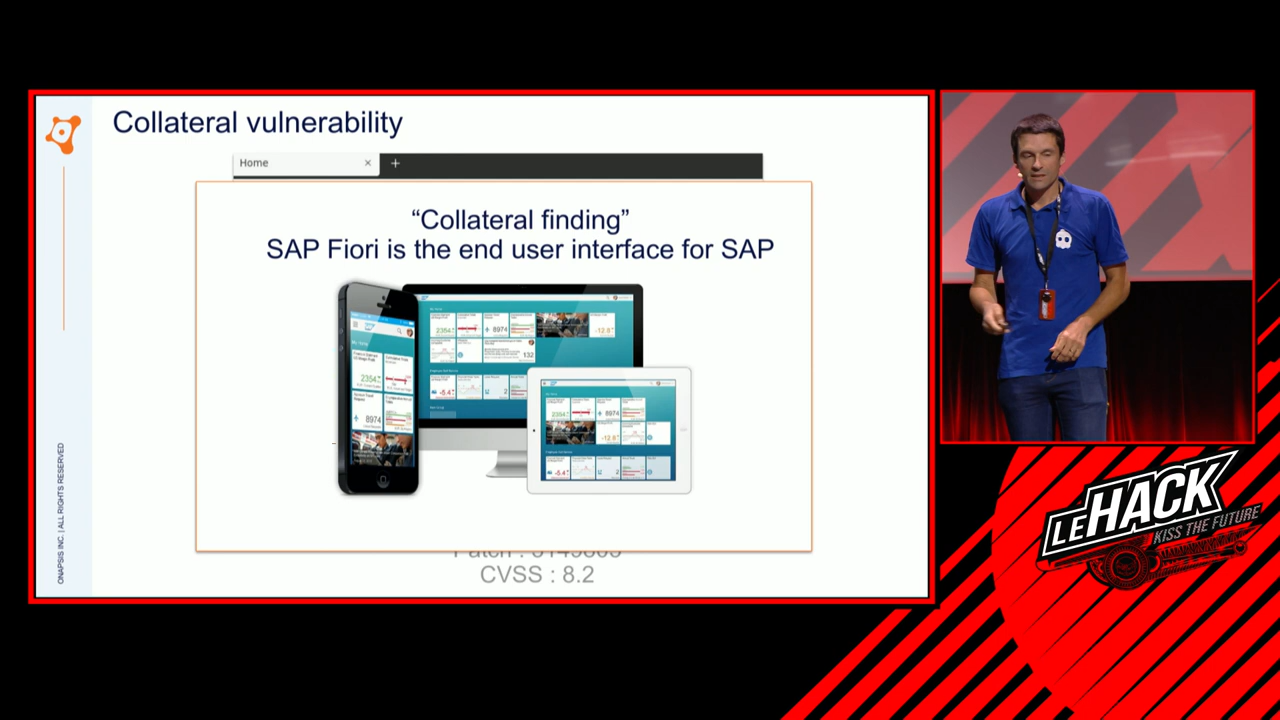 Collateral vulnerability
Home × +
“Collateral finding”
SAP Fiori is the end user interface for SAP
CVSS : 8.2
ONAPSIS INC. | ALL RIGHTS RESERVED
LEHACK
KISS THE FUTURE